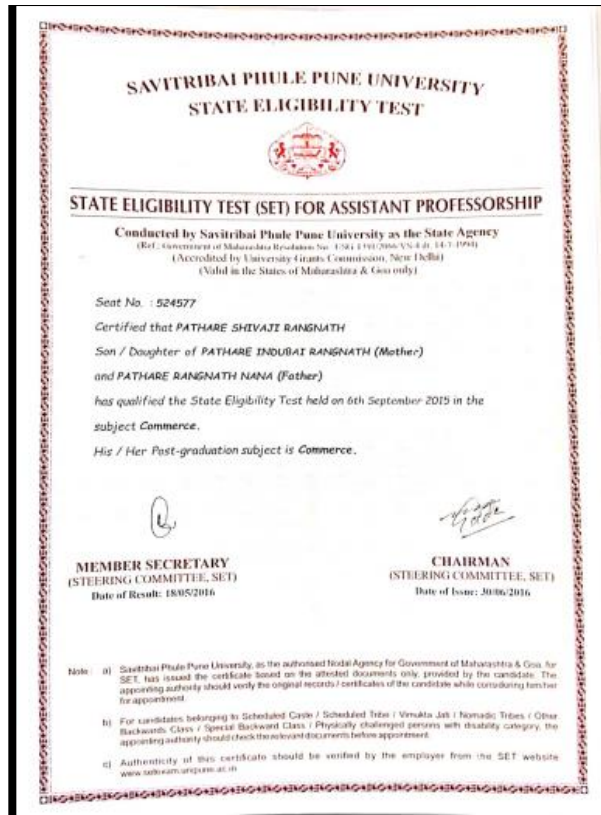 SAVITRIBAI PHULE PUNE UNIVERSITY
STATE ELIGIBILITY TEST
STATE ELIGIBILITY TEST (SET) FOR ASSISTANT PROFESSORSHIP
Conducted by Savitribai Phule Pune University as the State Agency
(Ref.: Government of Maharashtra Resolution No.
(Accredited by University Grants Commission, New Delhi)
(Valid in the States of Maharashtra & Goa only)
Seat No. : 524577
Certified that PATHARE SHIVAJI RANGNATH
Son / Daughter of PATHARE INDUBAI RANGNATH (Mother)
and PATHARE RANGNATH NANA (Father)
has qualified the State Eligibility Test held on 6th September 2015 in the
subject Commerce.
His / Her Post-graduation subject is Commerce.
MEMBER SECRETARY
(STEERING COMMITTEE, SET)
Date of Result: 18/05/2016
CHAIRMAN
(STEERING COMMITTEE, SET)
Date of Issue: 30/06/2016
Note : a) Savitribai Phule Pune University, as the authorised Nodal Agency for Government of Maharashtra & Goa, for
SET, has issued the certificate based on the attested documents only, provided by the candidate. The
appointing authority should verify the original records / certificates of the candidate while considering him/her
for appointment.
b) For candidates belonging to Scheduled Caste / Scheduled Tribe / Vimukta Jati / Nomadic Tribes / Other
Backwards Class / Special Backward Class / Physically challenged persons with disability category, the
appointing authority should check the relevant documents before appointment.
c) Authenticity of this certificate should be verified by the employer from the SET website